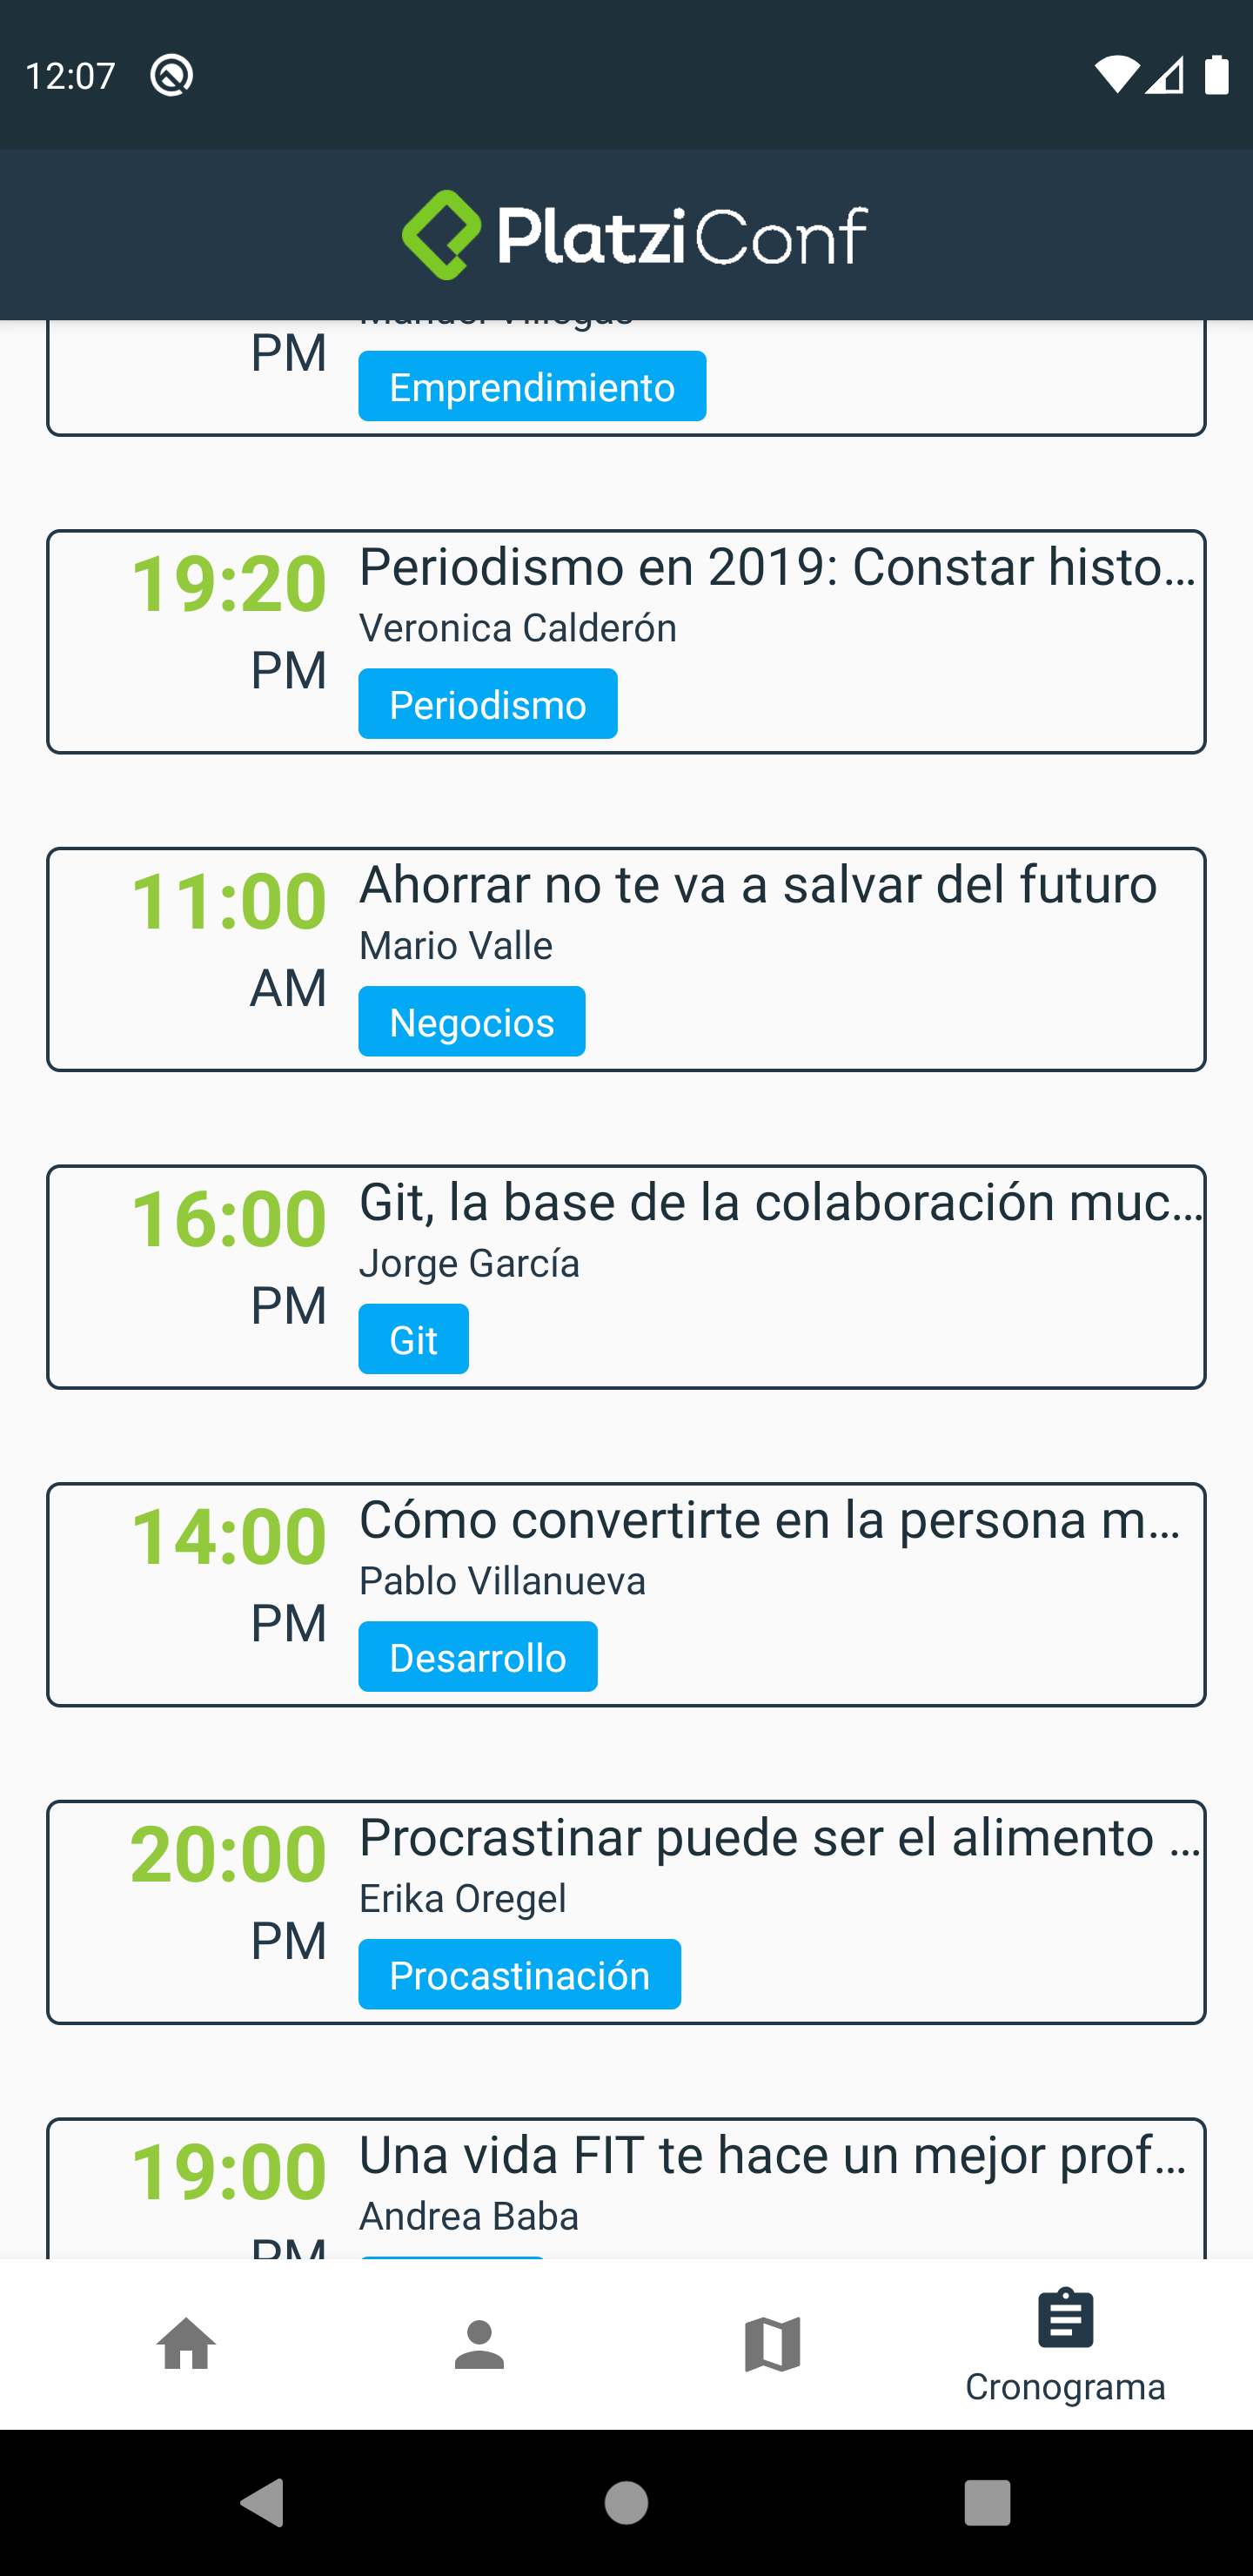 12:07
Platzi Conf
PM
Emprendimiento
19:20
PM
Periodismo en 2019: Constar histo...
Veronica Calderón
Periodismo
11:00
AM
Ahorrar no te va a salvar del futuro
Mario Valle
Negocios
16:00
PM
Git, la base de la colaboración muc...
Jorge García
Git
14:00
PM
Cómo convertirte en la persona m...
Pablo Villanueva
Desarrollo
20:00
PM
Procrastinar puede ser el alimento ...
Erika Oregel
Procastinación
19:00
PM
Una vida FIT te hace un mejor prof...
Andrea Baba
Cronograma